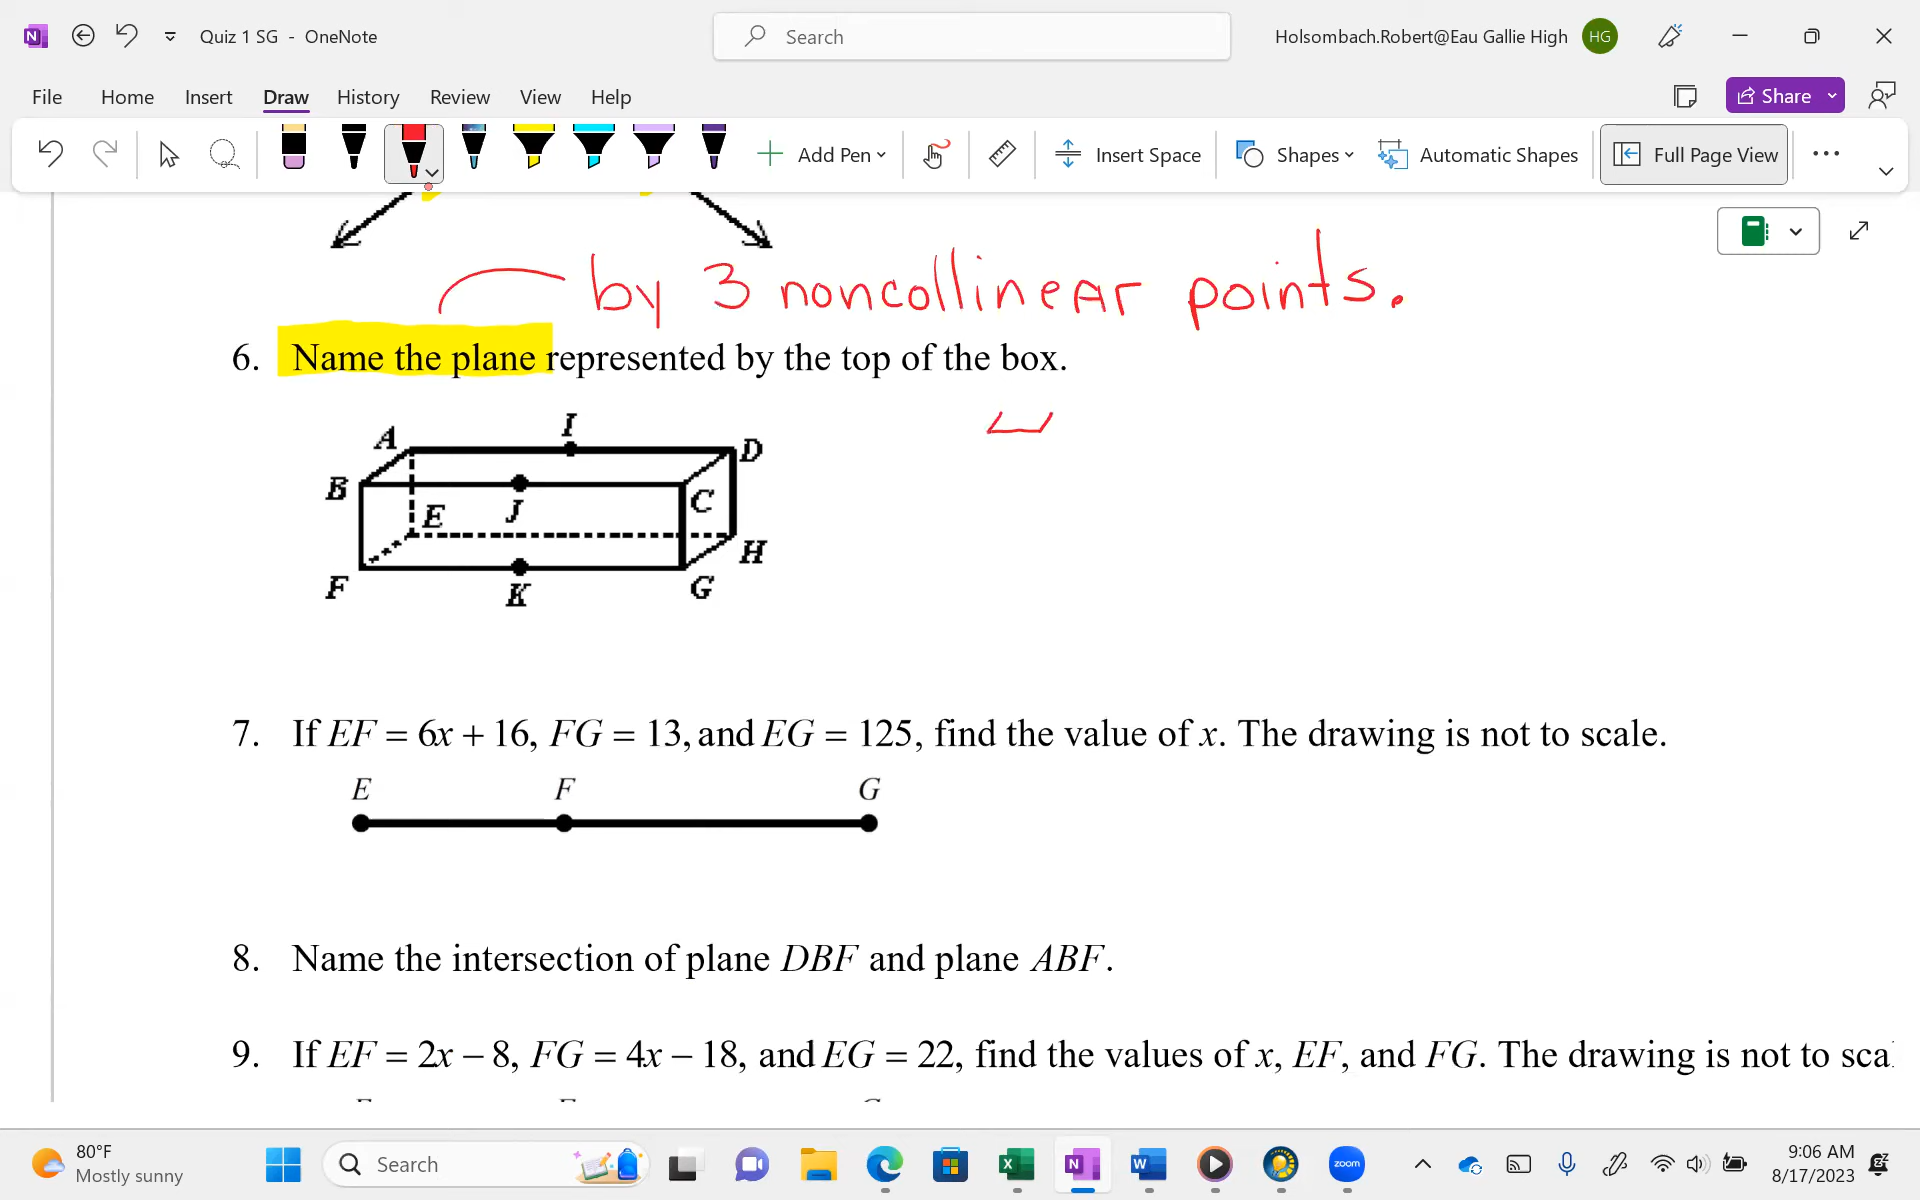 Quiz 1 SG - OneNote
Search
Holsombach.Robert@Eau Gallie High
HG
File Home Insert Draw History Review View Help
Share
Add Pen
Insert Space
Shapes
Automatic Shapes
Full Page View
by 3 noncollinear points.
6. Name the plane represented by the top of the box.
I
A
D
B
J
C
E
H
F
K
G
7. If EF = 6x + 16, FG = 13, and EG = 125, find the value of x. The drawing is not to scale.
E F G
8. Name the intersection of plane DBF and plane ABF.
9. If EF = 2x − 8, FG = 4x − 18, and EG = 22, find the values of x, EF, and FG. The drawing is not to
80°F
Mostly sunny
Search
zoom
9:06 AM
8/17/2023